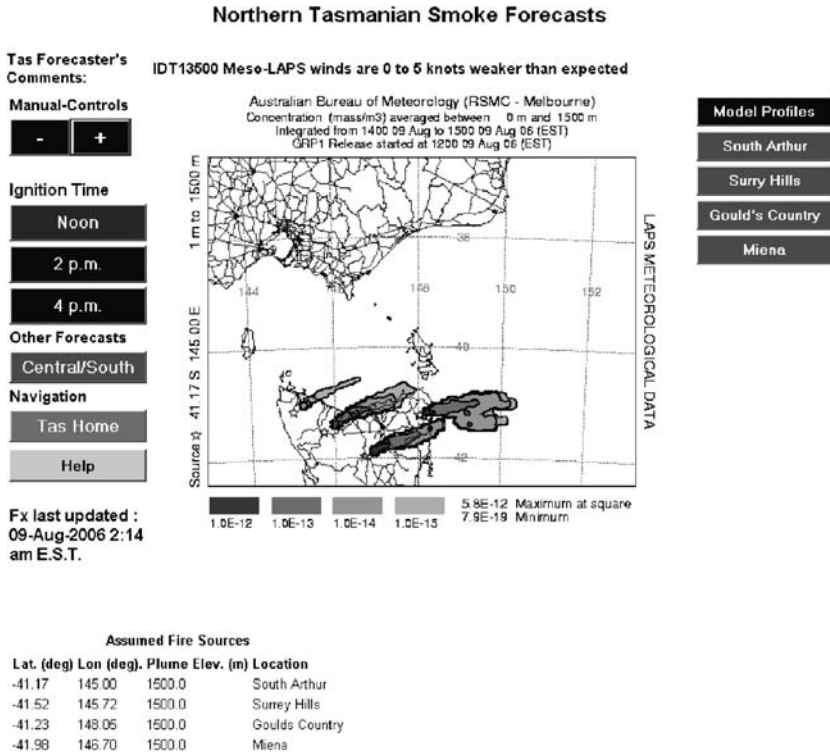 Northern Tasmanian Smoke Forecasts
Tas Forecaster's
Comments:
IDT13500 Meso-LAPS winds are 0 to 5 knots weaker than expected
Manual-Controls
- +
Ignition Time
Noon
2 p.m.
4 p.m.
Other Forecasts
Central/South
Navigation
Tas Home
Help
Fx last updated :
09-Aug-2006 2:14
am E.S.T.
Australian Bureau of Meteorology (RSMC - Melbourne)
Concentration (mass/m3) averaged between 0 m and 1500 m
Integrated from 1400 09 Aug to 1500 09 Aug 06 (EST)
GRP1 Release started at 1200 09 Aug 06 (EST)
Source x) 41.17 S 145.00 E 1 m to 1500 m
LAPS METEOROLOGICAL DATA
38
144 146 148 150 152
40
42
1.0E-12 1.0E-13 1.0E-14 1.0E-15
5.8E-12 Maximum at square
7.9E-19 Minimum
Model Profiles
South Arthur
Surry Hills
Gould's Country
Miena
Assumed Fire Sources
Lat. (deg) Lon (deg). Plume Elev. (m) Location
-41.17 145.00 1500.0 South Arthur
-41.52 145.72 1500.0 Surrey Hills
-41.23 148.05 1500.0 Goulds Country
-41.98 146.70 1500.0 Miena